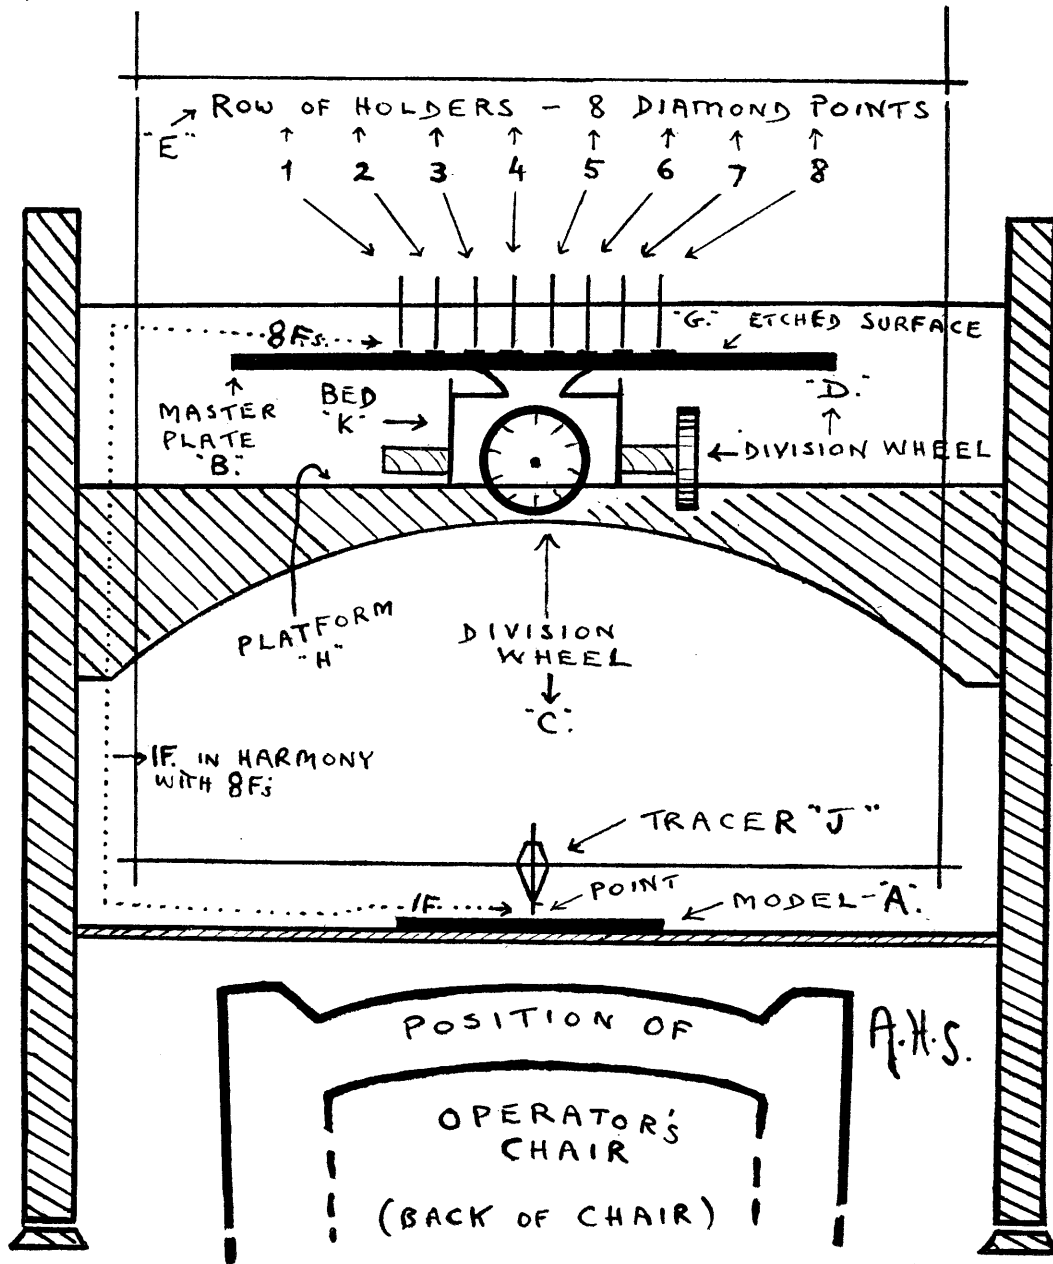 ROW OF HOLDERS - 8 DIAMOND POINTS
"E"
1 2 3 4 5 6 7 8
"G." ETCHED SURFACE
8Fs.
BED
"K"
"D."
MASTER
PLATE
"B."
DIVISION WHEEL
PLATFORM
"H"
DIVISION
WHEEL
"C".
1F. IN HARMONY
WITH 8Fs
TRACER "J"
POINT
1F.
MODEL - "A".
POSITION OF
A.H.S.
OPERATOR'S
CHAIR
(BACK OF CHAIR)